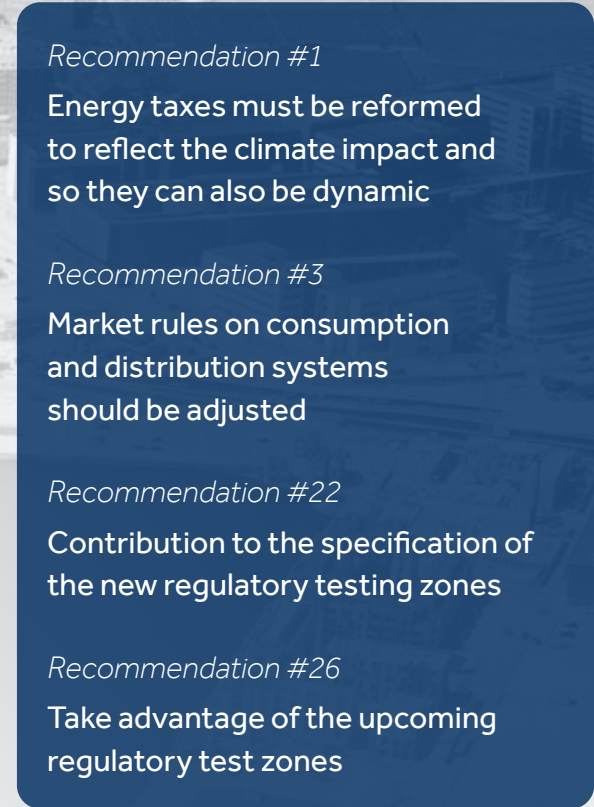 Recommendation #1
Energy taxes must be reformed
to reflect the climate impact and
so they can also be dynamic
Recommendation #3
Market rules on consumption
and distribution systems
should be adjusted
Recommendation #22
Contribution to the specification of
the new regulatory testing zones
Recommendation #26
Take advantage of the upcoming
regulatory test zones